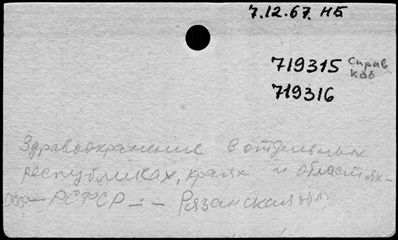 7.12.67. НБ
719315 Справ
Каб
719316
Здравоохранение в отдельных
республиках, краях и областях-
РСФСР - - Рязанская обл.